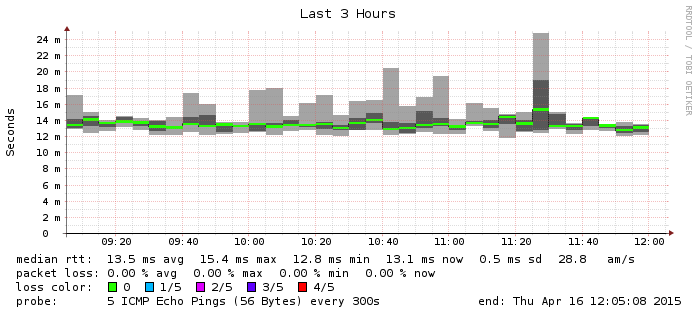 Last 3 Hours
RRDTOOL / TOBI OETIKER
Seconds
24 m
22 m
20 m
18 m
16 m
14 m
12 m
10 m
8 m
6 m
4 m
2 m
0
09:20 09:40 10:00 10:20 10:40 11:00 11:20 11:40 12:00
median rtt: 13.5 ms avg 15.4 ms max 12.8 ms min 13.1 ms now 0.5 ms sd 28.8 am/s
packet loss: 0.00 % avg 0.00 % max 0.00 % min 0.00 % now
loss color: 0 1/5 2/5 3/5 4/5
probe: 5 ICMP Echo Pings (56 Bytes) every 300s end: Thu Apr 16 12:05:08 2015